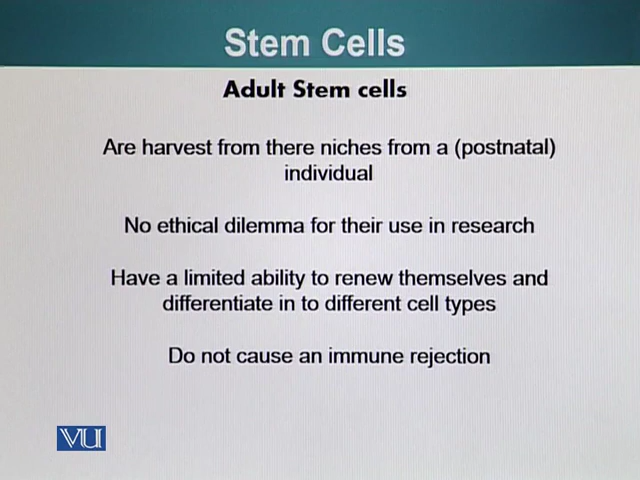 Stem Cells
Adult Stem cells
Are harvest from there niches from a (postnatal)
individual
No ethical dilemma for their use in research
Have a limited ability to renew themselves and
differentiate in to different cell types
Do not cause an immune rejection
VU